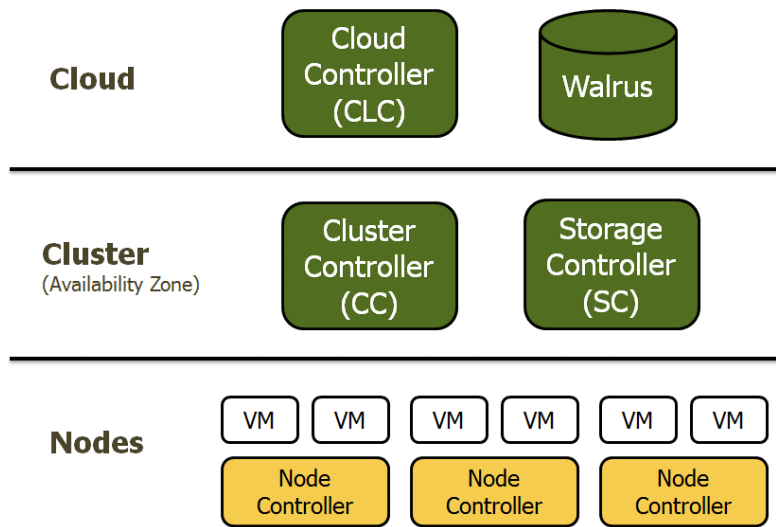 Cloud
Cloud
Controller
(CLC)
Walrus
Cluster
(Availability Zone)
Cluster
Controller
(CC)
Storage
Controller
(SC)
Nodes
VM VM VM VM VM VM
Node
Controller
Node
Controller
Node
Controller